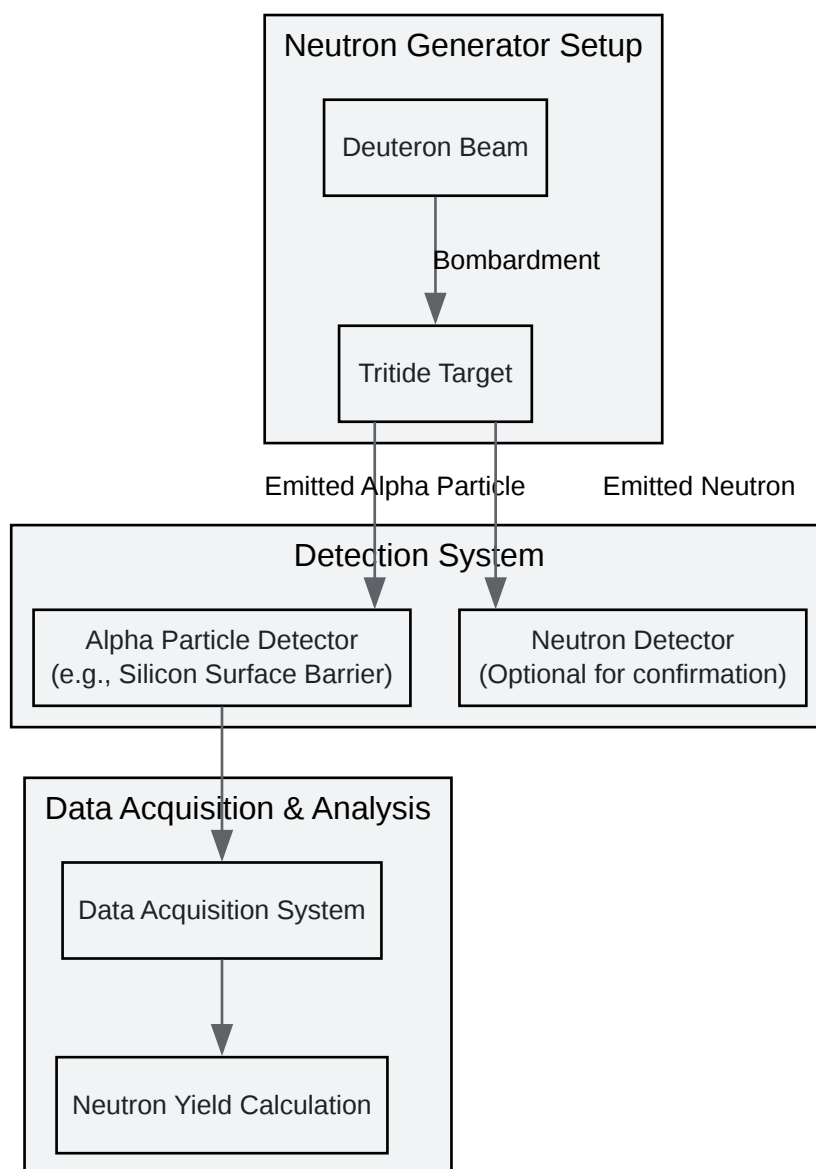 Neutron Generator Setup
Deuteron Beam
Bombardment
Tritide Target
Emitted Alpha Particle
Emitted Neutron
Detection System
Alpha Particle Detector
(e.g., Silicon Surface Barrier)
Neutron Detector
(Optional for confirmation)
Data Acquisition & Analysis
Data Acquisition System
Neutron Yield Calculation